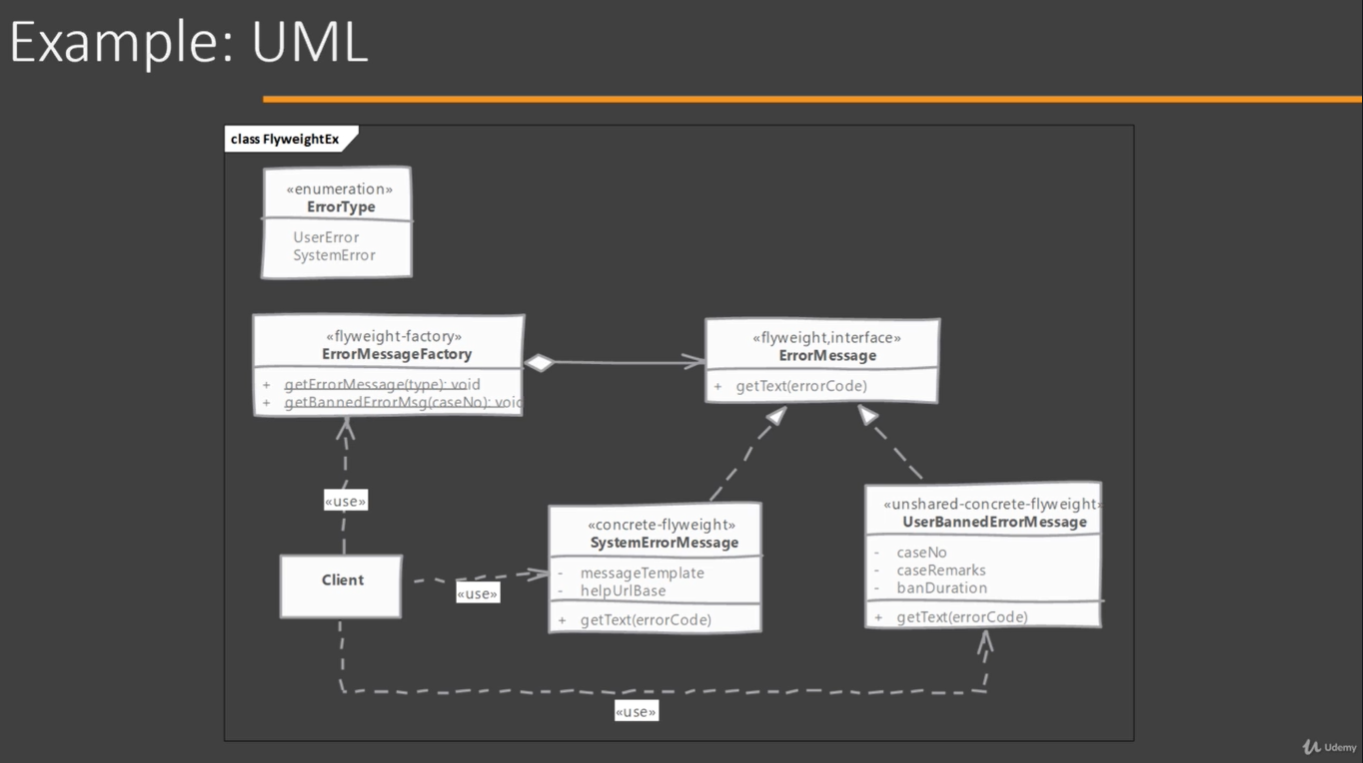 Example: UML
class FlyweightEx
«enumeration»
ErrorType
UserError
SystemError
«flyweight-factory»
ErrorMessageFactory
+ getErrorMessage(type): void
+ getBannedErrorMsg(caseNo): void
«flyweight,interface»
ErrorMessage
+ getText(errorCode)
«use»
Client
«use»
«concrete-flyweight»
SystemErrorMessage
- messageTemplate
- helpUrlBase
+ getText(errorCode)
«unshared-concrete-flyweight»
UserBannedErrorMessage
- caseNo
- caseRemarks
- banDuration
+ getText(errorCode)
«use»
Udemy